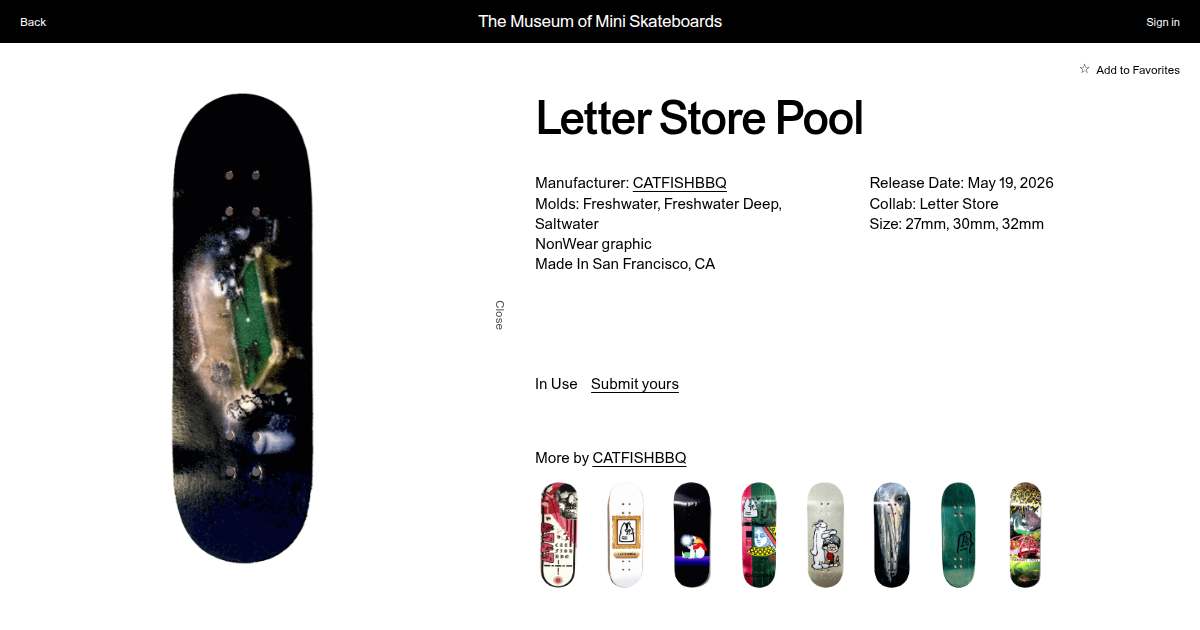 Back
The Museum of Mini Skateboards
Sign in
☆ Add to Favorites
Letter Store Pool
Manufacturer: CATFISHBBQ
Molds: Freshwater, Freshwater Deep,
Saltwater
NonWear graphic
Made In San Francisco, CA
Release Date: May 19, 2026
Collab: Letter Store
Size: 27mm, 30mm, 32mm
Close
In Use Submit yours
More by CATFISHBBQ